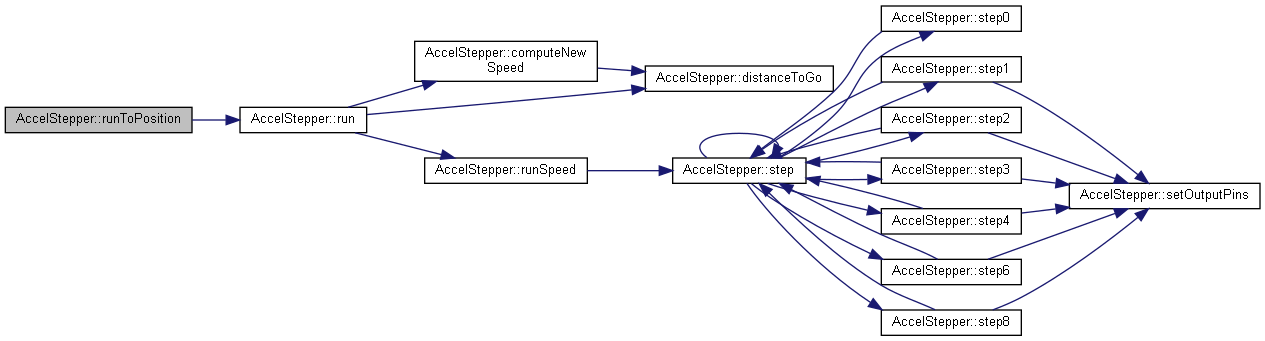 AccelStepper::runToPosition
AccelStepper::run
AccelStepper::computeNew
Speed
AccelStepper::distanceToGo
AccelStepper::runSpeed
AccelStepper::step
AccelStepper::step0
AccelStepper::step1
AccelStepper::step2
AccelStepper::step3
AccelStepper::step4
AccelStepper::step6
AccelStepper::step8
AccelStepper::setOutputPins